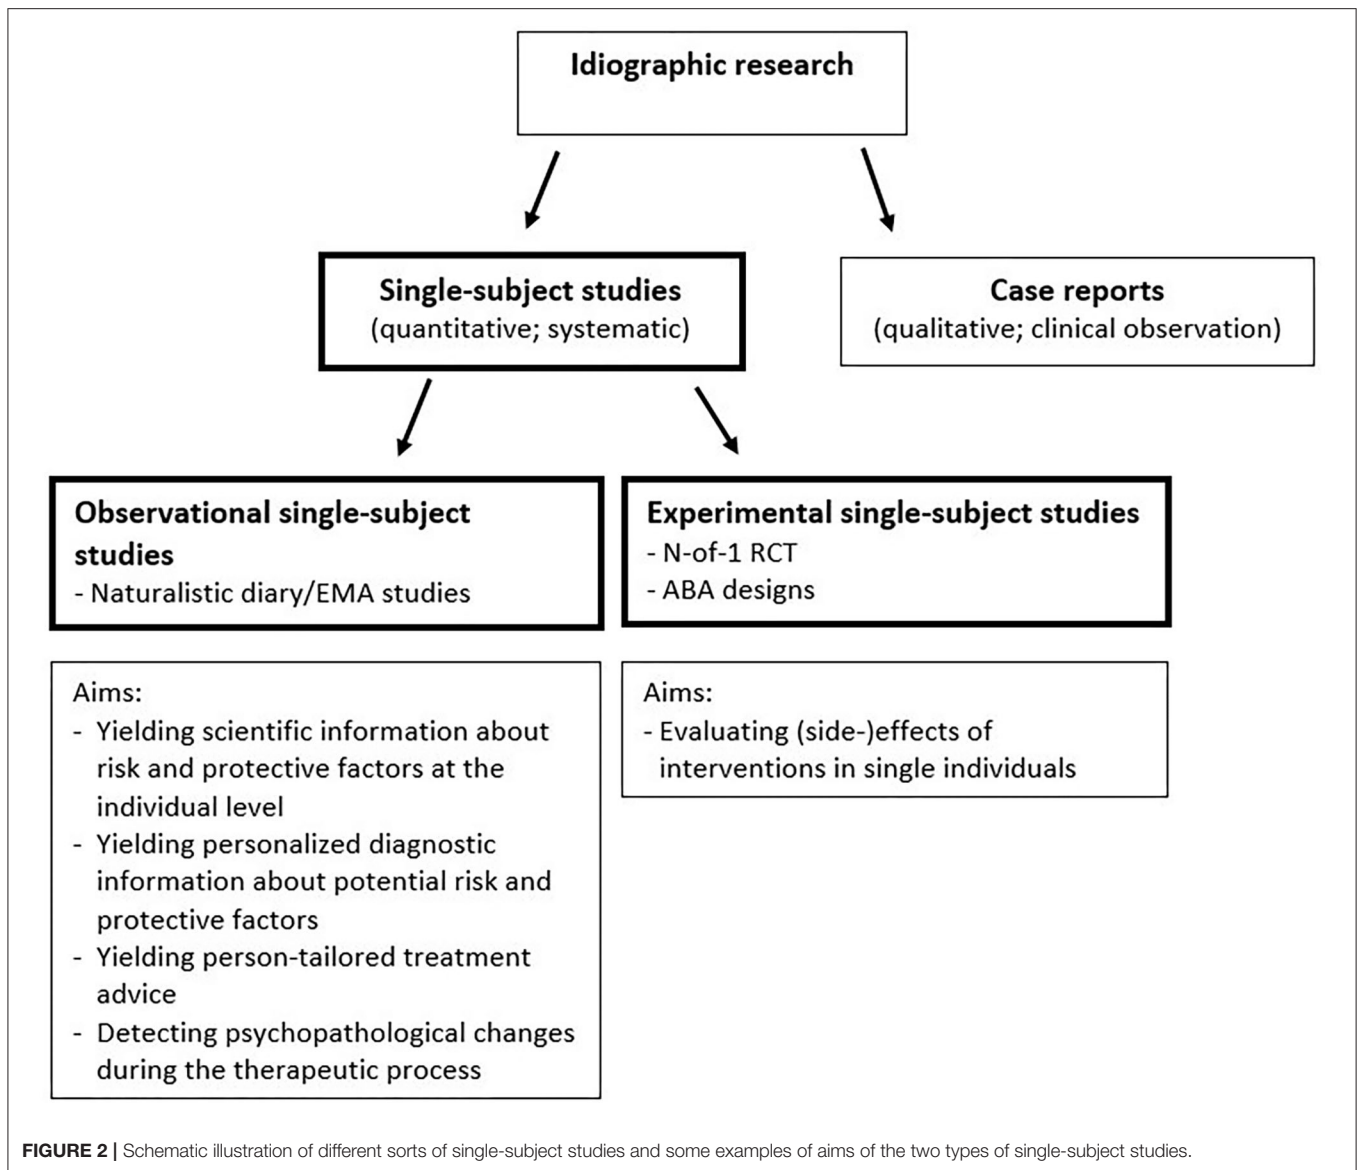 Idiographic research
Single-subject studies
(quantitative; systematic)
Case reports
(qualitative; clinical observation)
Observational single-subject
studies
- Naturalistic diary/EMA studies
Experimental single-subject studies
- N-of-1 RCT
- ABA designs
Aims:
- Yielding scientific information about
risk and protective factors at the
individual level
- Yielding personalized diagnostic
information about potential risk and
protective factors
- Yielding person-tailored treatment
advice
- Detecting psychopathological changes
during the therapeutic process
Aims:
- Evaluating (side-)effects of
interventions in single individuals
FIGURE 2 | Schematic illustration of different sorts of single-subject studies and some examples of aims of the two types of single-subject studies.